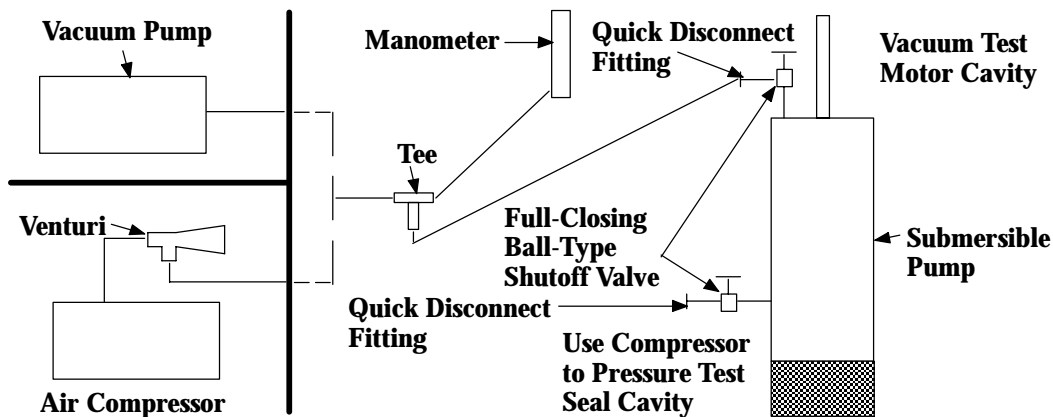 Vacuum Pump
Manometer
Quick Disconnect
Fitting
Vacuum Test
Motor Cavity
Tee
Venturi
Full-Closing
Ball-Type
Shutoff Valve
Submersible
Pump
Quick Disconnect
Fitting
Use Compressor
to Pressure Test
Seal Cavity
Air Compressor